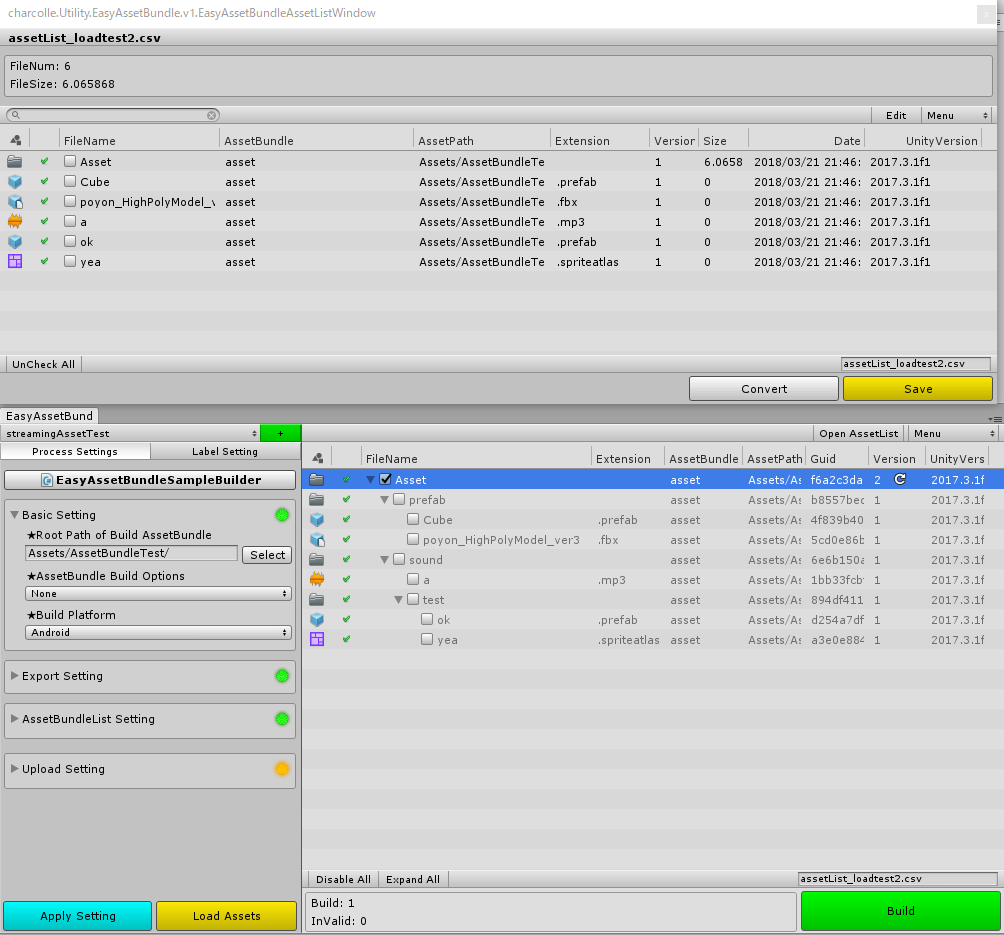 charcolle.Utility.EasyAssetBundle.v1.EasyAssetBundleAssetListWindow
assetList_loadtest2.csv
FileNum: 6
FileSize: 6.065868
Edit Menu
FileName AssetBundle AssetPath Extension Version Size Date UnityVersion
Asset asset Assets/AssetBundleTe 1 6.0658 2018/03/21 21:46: 2017.3.1f1
Cube asset Assets/AssetBundleTe .prefab 1 0 2018/03/21 21:46: 2017.3.1f1
poyon_HighPolyModel_v asset Assets/AssetBundleTe .fbx 1 0 2018/03/21 21:46: 2017.3.1f1
a asset Assets/AssetBundleTe .mp3 1 0 2018/03/21 21:46: 2017.3.1f1
ok asset Assets/AssetBundleTe .prefab 1 0 2018/03/21 21:46: 2017.3.1f1
yea asset Assets/AssetBundleTe .spriteatlas 1 0 2018/03/21 21:46: 2017.3.1f1
UnCheck All assetList_loadtest2.csv
Convert Save
EasyAssetBund
streamingAssetTest +
Process Settings Label Setting
EasyAssetBundleSampleBuilder
Basic Setting
★Root Path of Build AssetBundle
Assets/AssetBundleTest/ Select
★AssetBundle Build Options
None
★Build Platform
Android
Export Setting
AssetBundleList Setting
Upload Setting
Apply Setting Load Assets
Open AssetList Menu
FileName Extension AssetBundle AssetPath Guid Version UnityVers
Asset asset Assets/As f6a2c3da 2 2017.3.1f
prefab asset Assets/As b8557bec 1 2017.3.1f
Cube .prefab asset Assets/As 4f839b40 1 2017.3.1f
poyon_HighPolyModel_ver3 .fbx asset Assets/As 5cd0e86b 1 2017.3.1f
sound asset Assets/As 6e6b150a 1 2017.3.1f
a .mp3 asset Assets/As 1bb33fcb 1 2017.3.1f
test asset Assets/As 894df411 1 2017.3.1f
ok .prefab asset Assets/As d254a7df 1 2017.3.1f
yea .spriteatlas asset Assets/As a3e0e884 1 2017.3.1f
Disable All Expand All assetList_loadtest2.csv
Build: 1
InValid: 0
Build